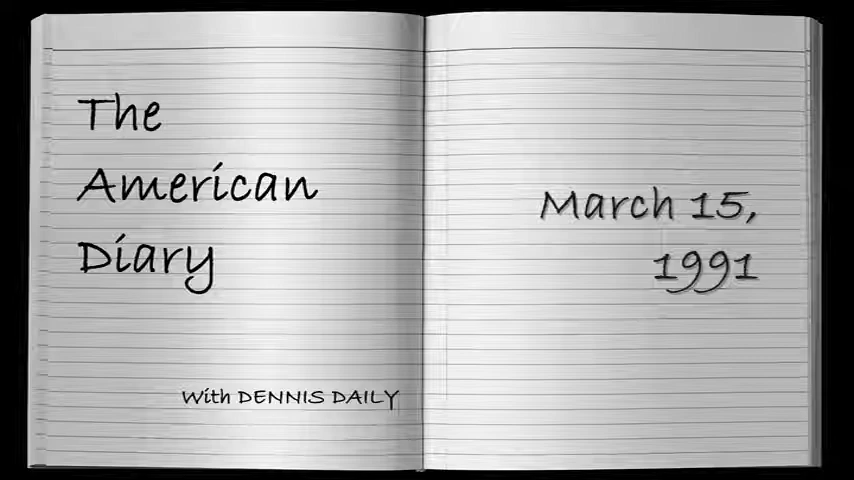 The
American
Diary
With DENNIS DAILY
March 15,
1991